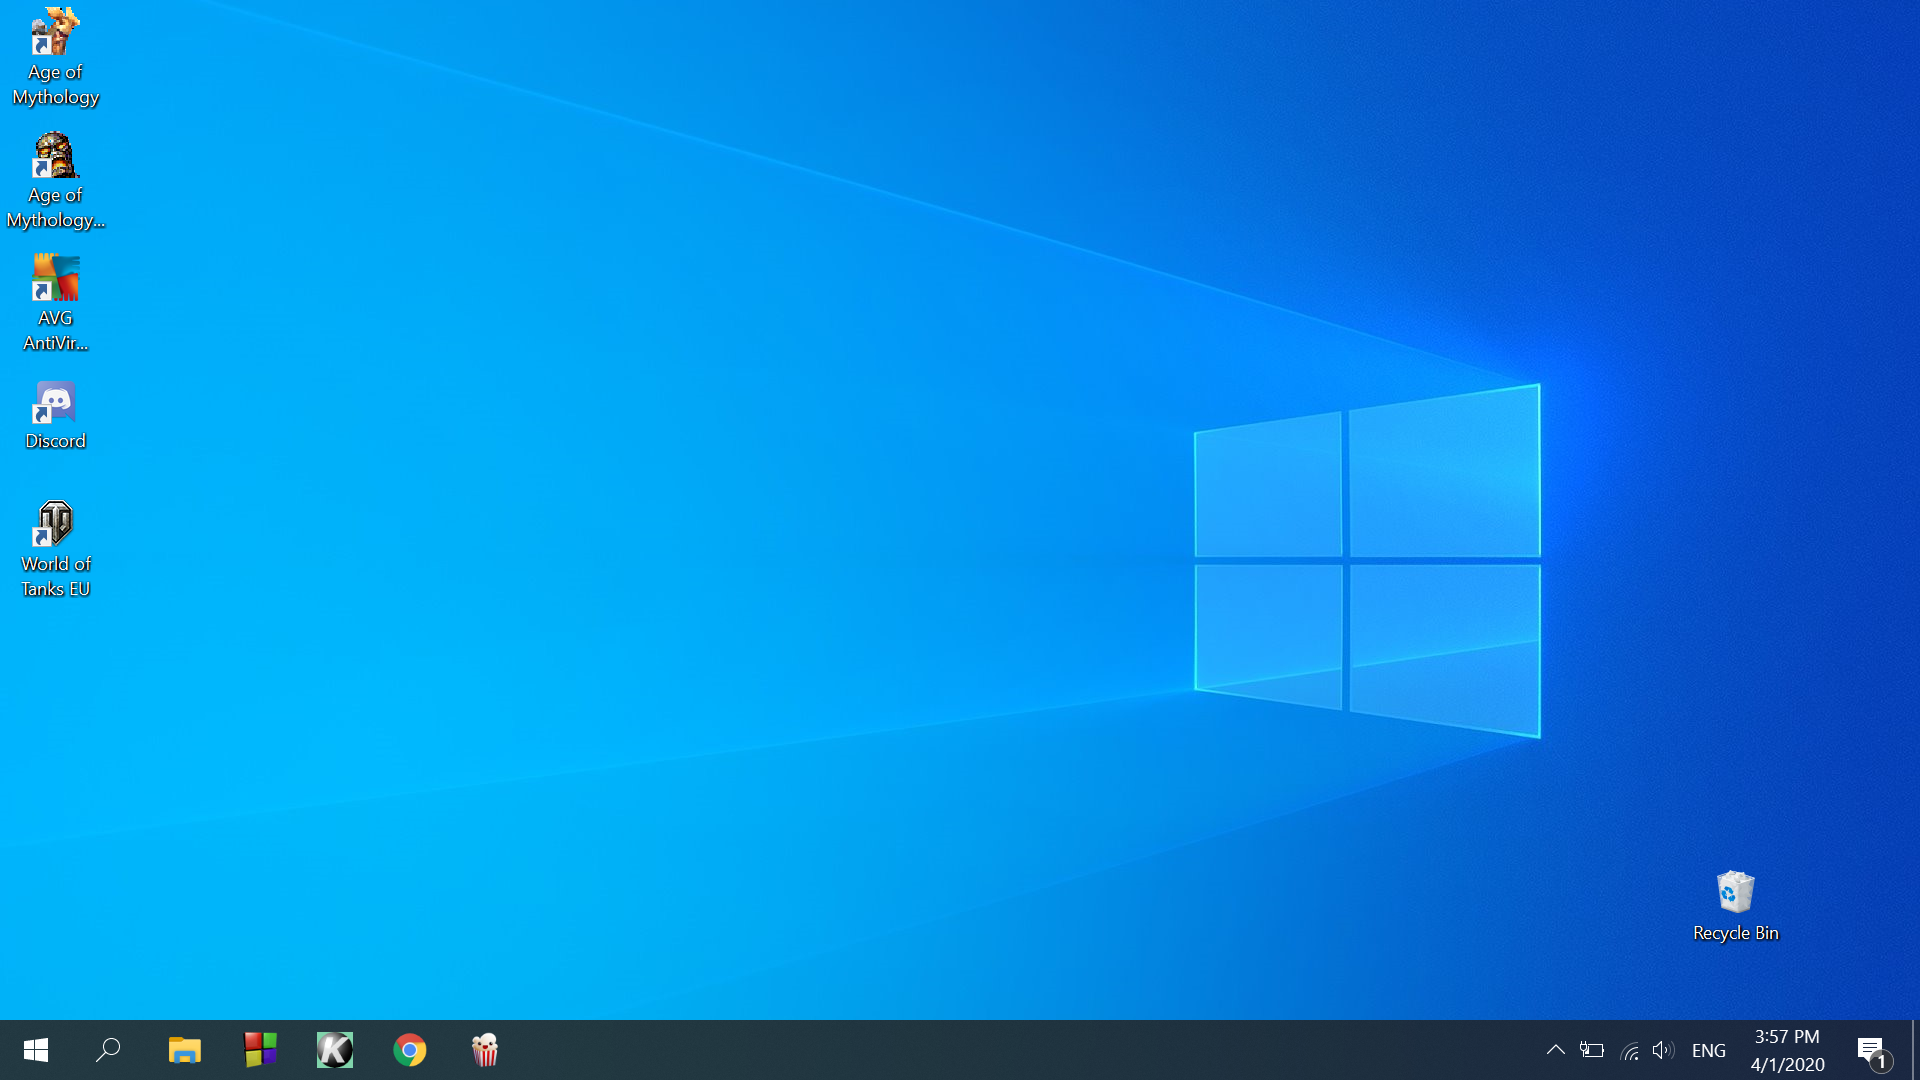 Age of
Mythology
Age of
Mythology...
AVG
AntiVir...
Discord
World of
Tanks EU
Recycle Bin
K
ENG
3:57 PM
4/1/2020
1